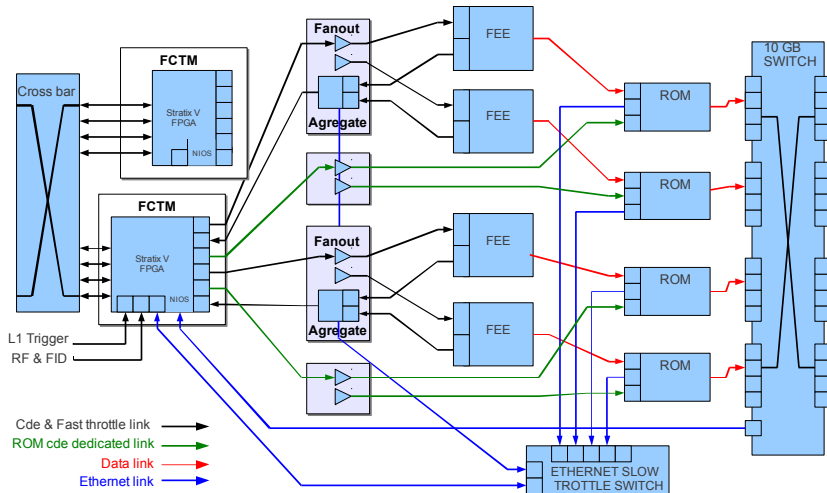 Cross bar
FCTM
Stratix V
FPGA
NIOS
FCTM
Stratix V
FPGA
NIOS
L1 Trigger
RF & FID
Fanout
Agregate
Fanout
Agregate
FEE
FEE
FEE
FEE
ROM
ROM
ROM
ROM
10 GB
SWITCH
ETHERNET SLOW
TROTTLE SWITCH
Cde & Fast throttle link
ROM cde dedicated link
Data link
Ethernet link